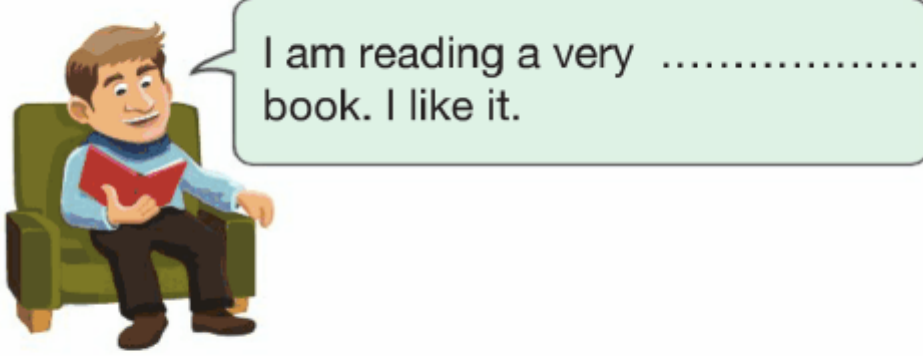 I am reading a very ...................
book. I like it.